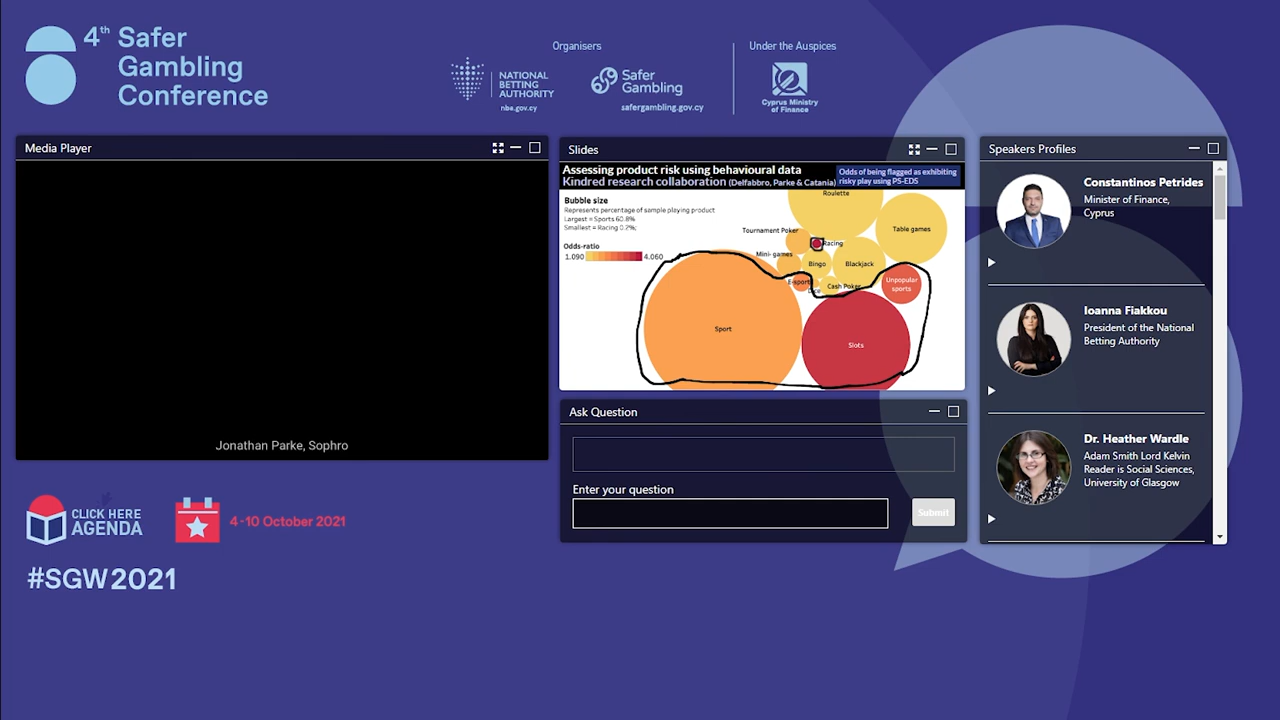 4th Safer
Gambling
Conference
Organisers
NATIONAL
BETTING
AUTHORITY
nba.gov.cy
Safer
Gambling
safergambling.gov.cy
Under the Auspices
Cyprus Ministry
of Finance
Media Player
Jonathan Parke, Sophro
Slides
Assessing product risk using behavioural data
Kindred research collaboration (Delfabbro, Parke & Catania)
Odds of being flagged as exhibiting
risky play using PS-EDS
Bubble size
Represents percentage of sample playing product
Largest = Sports 60.8%
Smallest = Racing 0.2%;
Odds-ratio
1.090
4.060
Roulette
Table games
Tournament Poker
Racing
Mini- games
Bingo
Blackjack
E-sports
Dice
Cash Poker
Unpopular
sports
Sport
Slots
Ask Question
Enter your question
Submit
Speakers Profiles
Constantinos Petrides
Minister of Finance,
Cyprus
Ioanna Fiakkou
President of the National
Betting Authority
Dr. Heather Wardle
Adam Smith Lord Kelvin
Reader is Social Sciences,
University of Glasgow
CLICK HERE
AGENDA
4-10 October 2021
#SGW2021